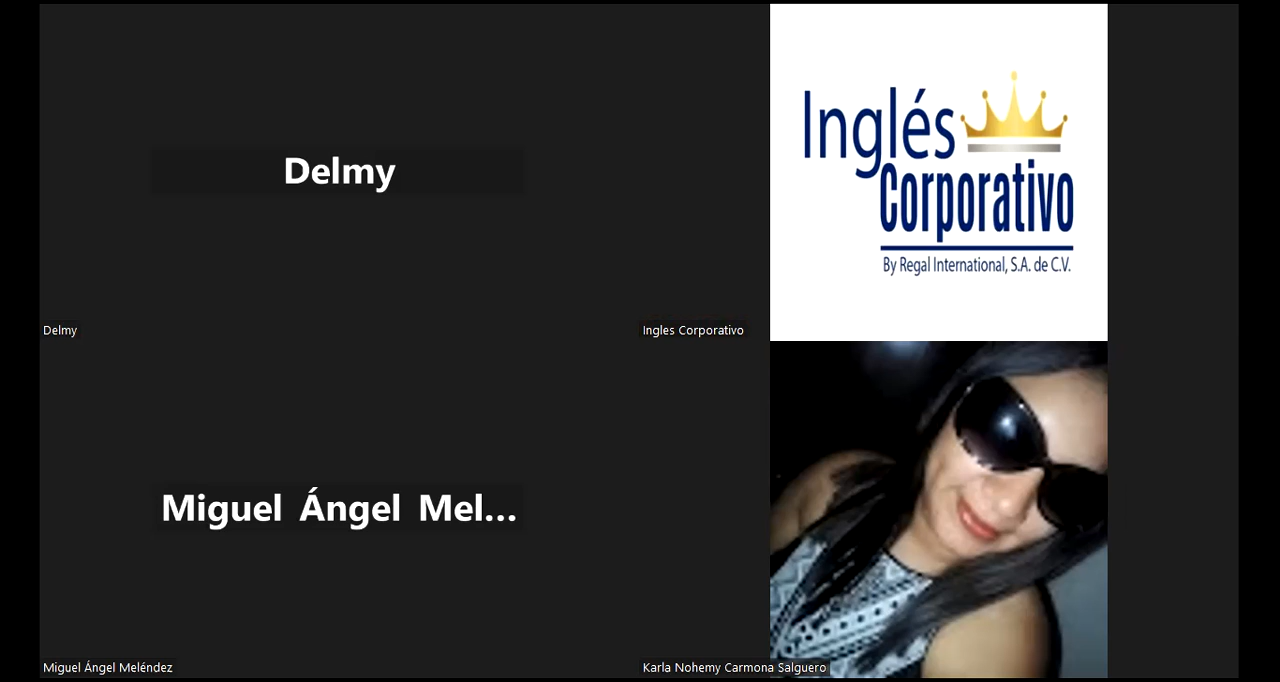 Delmy
Delmy
Inglés
Corporativo
By Regal International, S.A. de C.V.
Ingles Corporativo
Miguel Ángel Mel...
Miguel Ángel Meléndez
Karla Nohemy Carmona Salguero